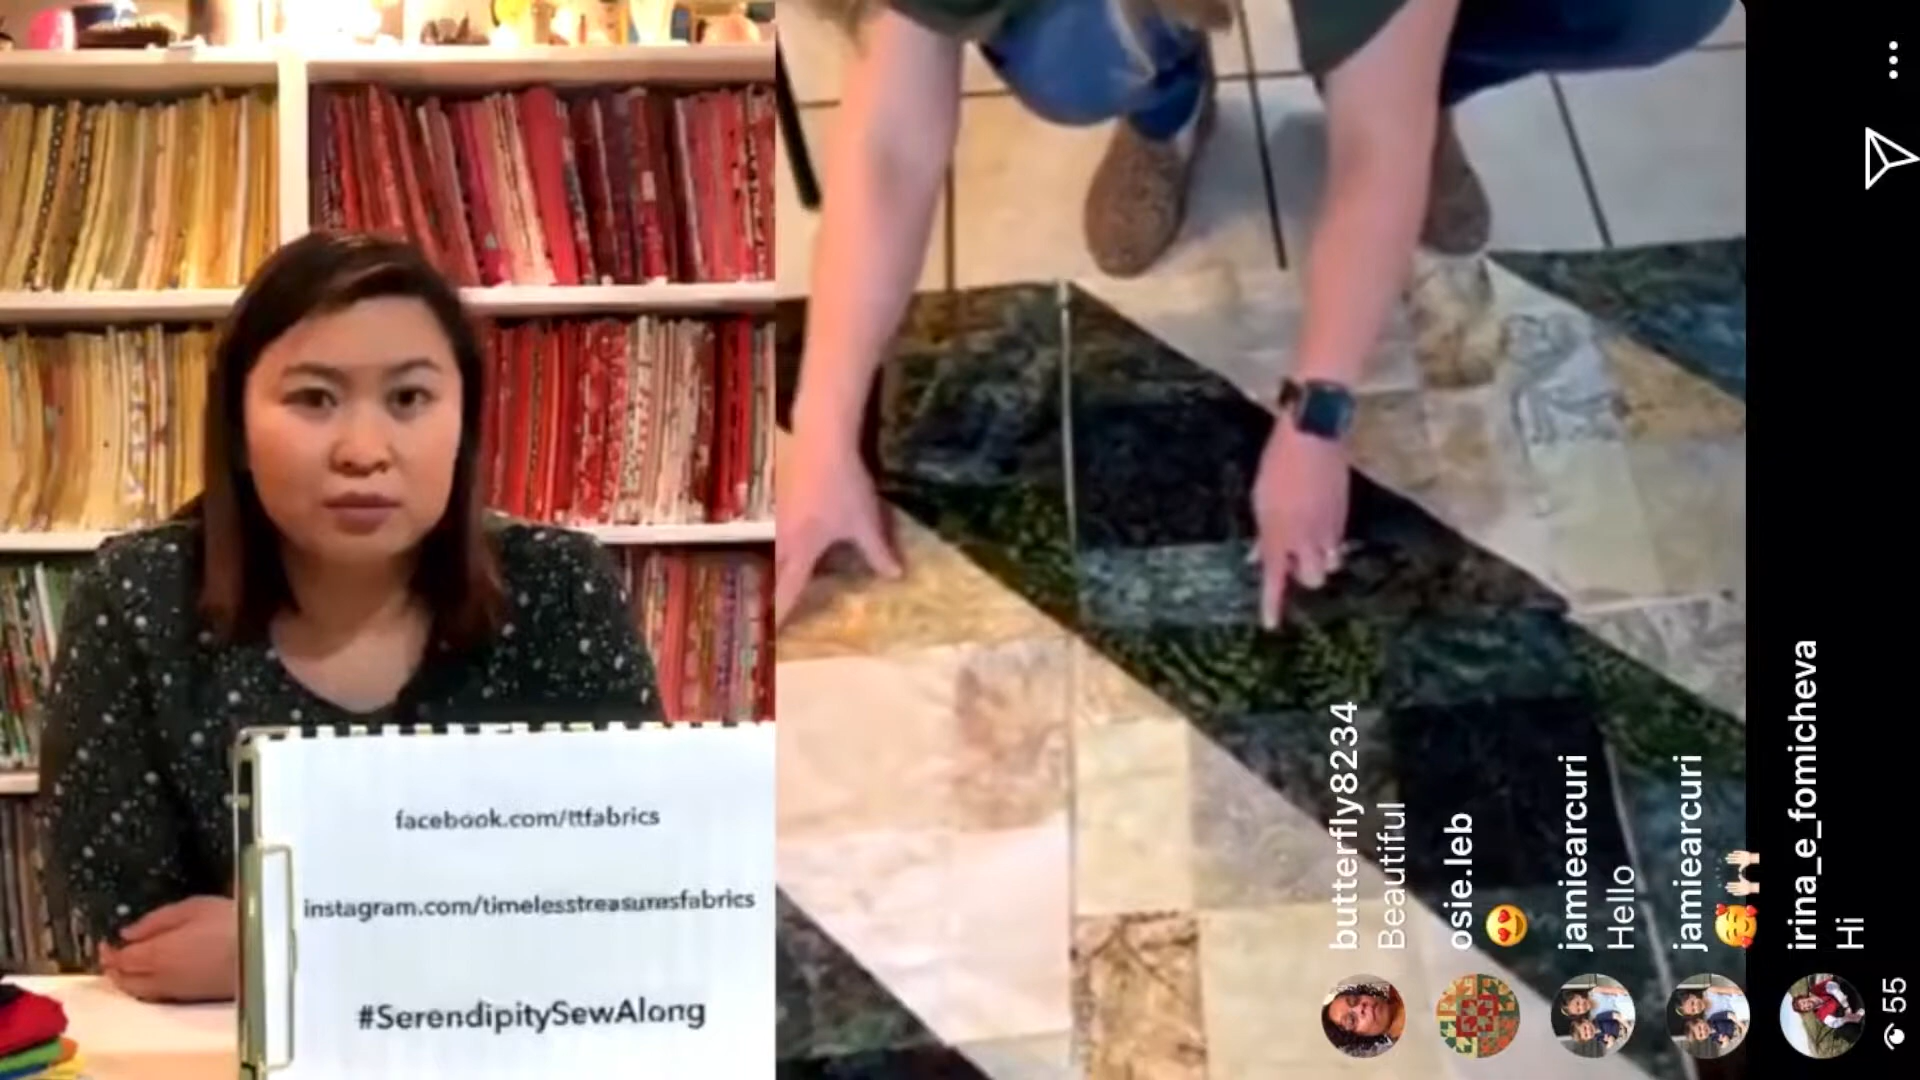 facebook.com/ttfabrics
instagram.com/timelesstreasuresfabrics
#SerendipitySewAlong
butterfly8234
Beautiful
osie.leb
😍
jamiearcuri
Hello
jamiearcuri
🥰🙌🏻
irina_e_fomicheva
Hi
55